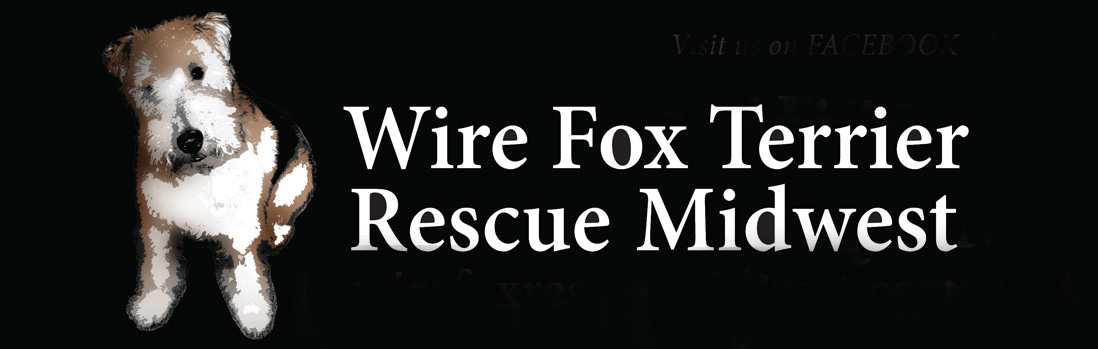 Visit us on FACEBOOK
Wire Fox Terrier
Rescue Midwest